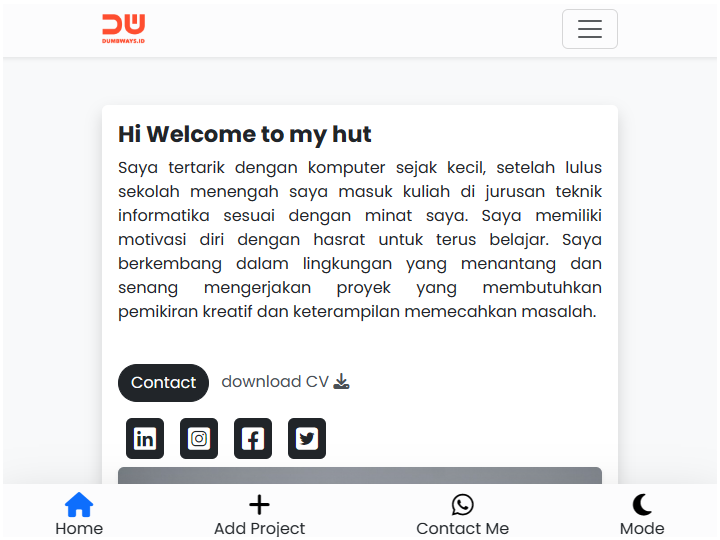 DUMBWAYS.ID
Hi Welcome to my hut
Saya tertarik dengan komputer sejak kecil, setelah lulus
sekolah menengah saya masuk kuliah di jurusan teknik
informatika sesuai dengan minat saya. Saya memiliki
motivasi diri dengan hasrat untuk terus belajar. Saya
berkembang dalam lingkungan yang menantang dan
senang mengerjakan proyek yang membutuhkan
pemikiran kreatif dan keterampilan memecahkan masalah.
Contact download CV
Home Add Project Contact Me Mode